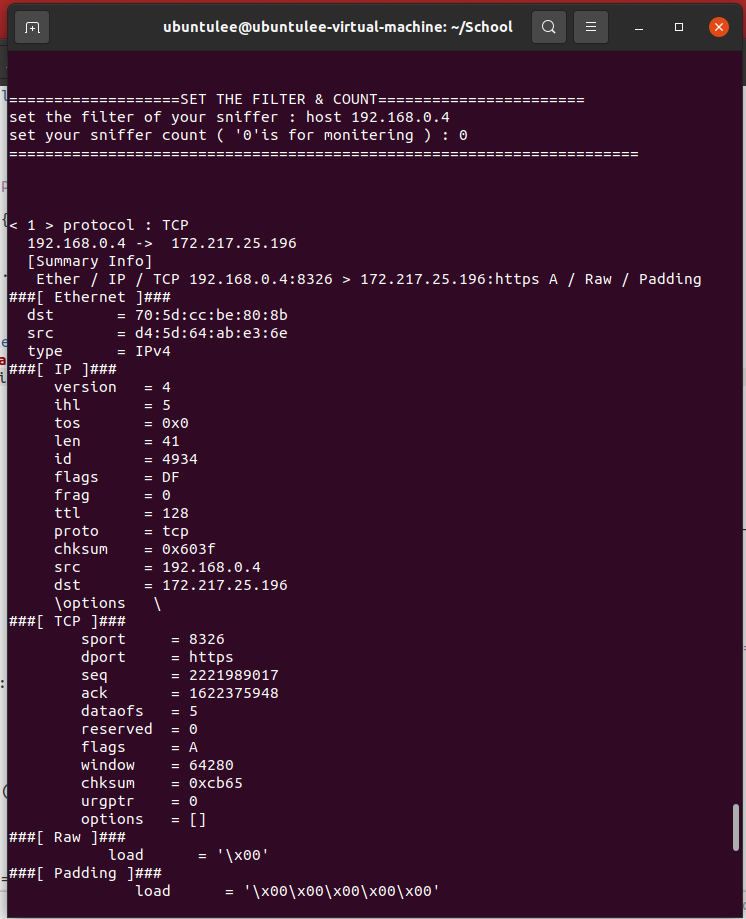 ubuntulee@ubuntulee-virtual-machine: ~/School
===================SET THE FILTER & COUNT=======================
set the filter of your sniffer : host 192.168.0.4
set your sniffer count ( '0'is for monitering ) : 0
======================================================================
< 1 > protocol : TCP
  192.168.0.4 ->  172.217.25.196
  [Summary Info]
   Ether / IP / TCP 192.168.0.4:8326 > 172.217.25.196:https A / Raw / Padding
###[ Ethernet ]###
  dst       = 70:5d:cc:be:80:8b
  src       = d4:5d:64:ab:e3:6e
  type      = IPv4
###[ IP ]###
     version   = 4
     ihl       = 5
     tos       = 0x0
     len       = 41
     id        = 4934
     flags     = DF
     frag      = 0
     ttl       = 128
     proto     = tcp
     chksum    = 0x603f
     src       = 192.168.0.4
     dst       = 172.217.25.196
     \options   \
###[ TCP ]###
        sport     = 8326
        dport     = https
        seq       = 2221989017
        ack       = 1622375948
        dataofs   = 5
        reserved  = 0
        flags     = A
        window    = 64280
        chksum    = 0xcb65
        urgptr    = 0
        options   = []
###[ Raw ]###
           load      = '\x00'
###[ Padding ]###
              load      = '\x00\x00\x00\x00\x00'